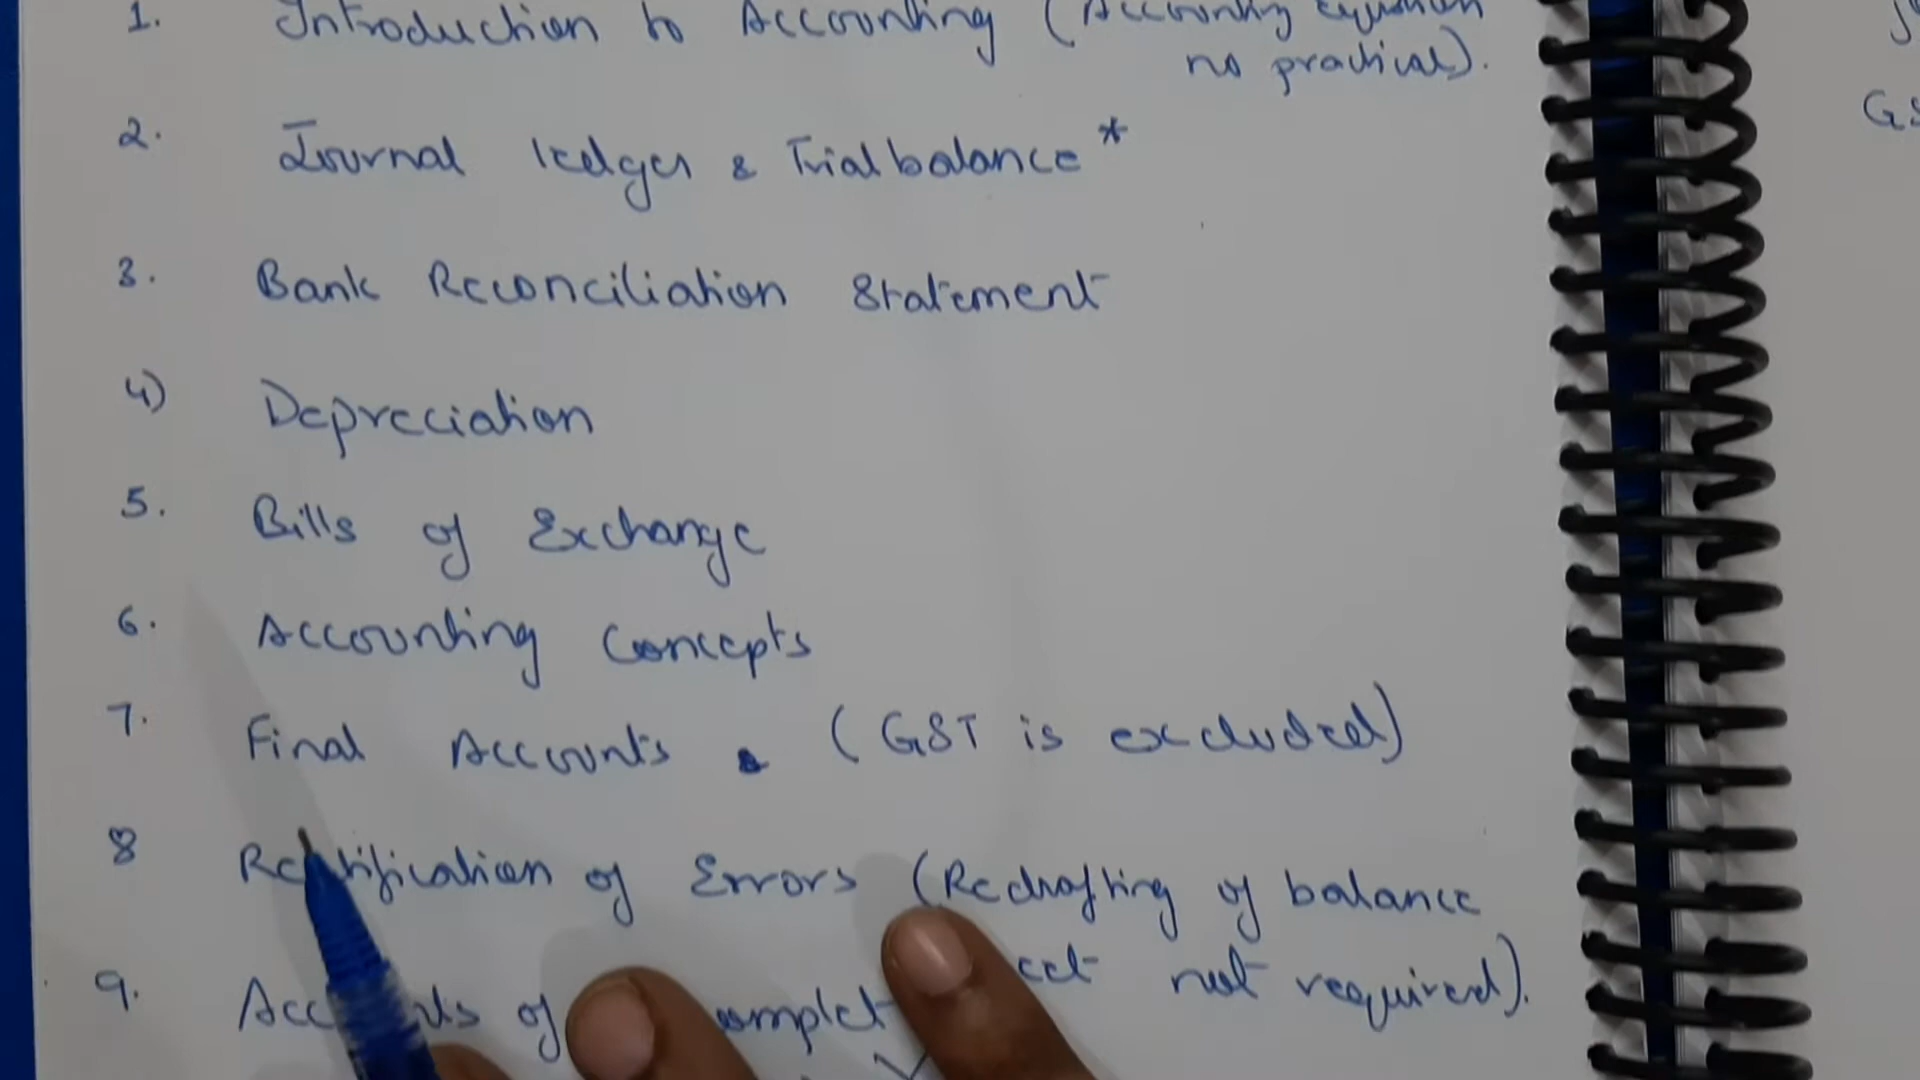 1. Introduction to Accounting (Accounting Equation
no practical).
2. Journal ledger & Trial balance *
3. Bank Reconciliation Statement
4) Depreciation
5. Bills of Exchange
6. Accounting Concepts
7. Final Accounts (GST is excluded)
8 Rectification of Errors (Redrafting of balance
not required).
9. of